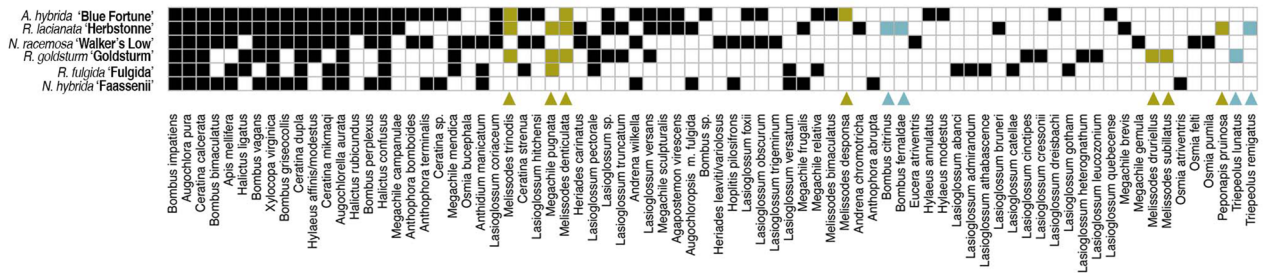 A. hybrida 'Blue Fortune'
R. lacianata 'Herbstonne'
N. racemosa 'Walker's Low'
R. goldsturm 'Goldsturm'
R. fulgida 'Fulgida'
N. hybrida 'Faassenii'
Bombus impatiens
Augochlora pura
Ceratina calcerata
Bombus bimaculatus
Apis mellifera
Halictus ligatus
Bombus vagans
Xylocopa virginica
Bombus griseocollis
Ceratina dupla
Hylaeus affinis/modestus
Ceratina mikmaqi
Augochlorella aurata
Halictus rubicundus
Bombus perplexus
Halictus confusus
Megachile campanulae
Anthophora bomboides
Anthophora terminalis
Ceratina sp.
Megachile mendica
Osmia bucephala
Anthidium manicatum
Lasioglossum coriaceum
Melissodes trinodis
Ceratina strenua
Lasioglossum hitchensi
Megachile pugnata
Melissodes denticulata
Heriades carinatus
Lasioglossum pectorale
Lasioglossum sp.
Lasioglossum truncatum
Andrena wilkella
Lasioglossum versans
Megachile sculpturalis
Agapostemon virescens
Augochloropsis m. fulgida
Bombus sp.
Heriades leavitti/variolosus
Hoplitis pilosifrons
Lasioglossum foxii
Lasioglossum obscurum
Lasioglossum lineatulum
Lasioglossum versatum
Megachile frugalis
Megachile relativa
Melissodes bimaculatus
Melissodes desponsa
Andrena chromotricha
Anthophora abrupta
Bombus citrinus
Bombus fernaldae
Eucera atriventris
Hylaeus annulatus
Hylaeus modestus
Lasioglossum abanci
Lasioglossum admirandum
Lasioglossum athabascence
Lasioglossum bruneri
Lasioglossum catellae
Lasioglossum cinctipes
Lasioglossum cressonii
Lasioglossum dreisbachi
Lasioglossum gotham
Lasioglossum heterognathum
Lasioglossum leucozonium
Lasioglossum quebecense
Megachile brevis
Megachile gemula
Melissodes druriellus
Melissodes subillatus
Osmia atriventris
Osmia felti
Osmia pumila
Peponapis pruinosa
Triepeolus lunatus
Triepeolus remigatus